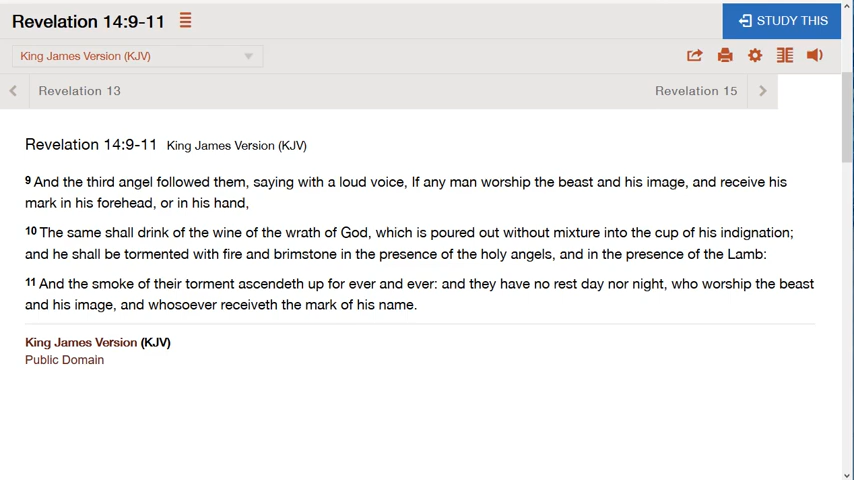 Revelation 14:9-11
STUDY THIS
King James Version (KJV)
Revelation 13
Revelation 15
Revelation 14:9-11 King James Version (KJV)
9 And the third angel followed them, saying with a loud voice, If any man worship the beast and his image, and receive his
mark in his forehead, or in his hand,
10 The same shall drink of the wine of the wrath of God, which is poured out without mixture into the cup of his indignation;
and he shall be tormented with fire and brimstone in the presence of the holy angels, and in the presence of the Lamb:
11 And the smoke of their torment ascendeth up for ever and ever: and they have no rest day nor night, who worship the beast
and his image, and whosoever receiveth the mark of his name.
King James Version (KJV)
Public Domain